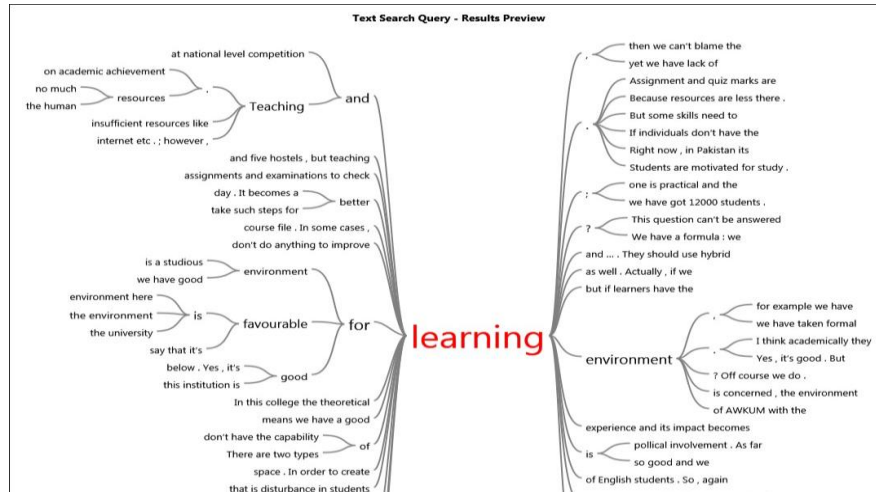 Text Search Query - Results Preview
at national level competition
on academic achievement
no much
the human
resources
.
insufficient resources like
internet etc . ; however ,
Teaching
and
and five hostels , but teaching
assignments and examinations to check
day . It becomes a
take such steps for
better
course file . In some cases ,
don't do anything to improve
is a studious
we have good
environment
environment here
the environment
the university
is
say that it's
favourable
below . Yes , it's
this institution is
good
for
In this college the theoretical
means we have a good
don't have the capability
There are two types
of
space . In order to create
that is disturbance in students
learning
,
then we can't blame the
yet we have lack of
.
Assignment and quiz marks are
Because resources are less there .
But some skills need to
If individuals don't have the
Right now , in Pakistan its
Students are motivated for study .
;
one is practical and the
we have got 12000 students .
?
This question can't be answered
We have a formula : we
and ... . They should use hybrid
as well . Actually , if we
but if learners have the
environment
,
for example we have
we have taken formal
.
I think academically they
Yes , it's good . But
? Off course we do .
is concerned , the environment
of AWKUM with the
experience and its impact becomes
is
pollical involvement . As far
so good and we
of English students . So , again